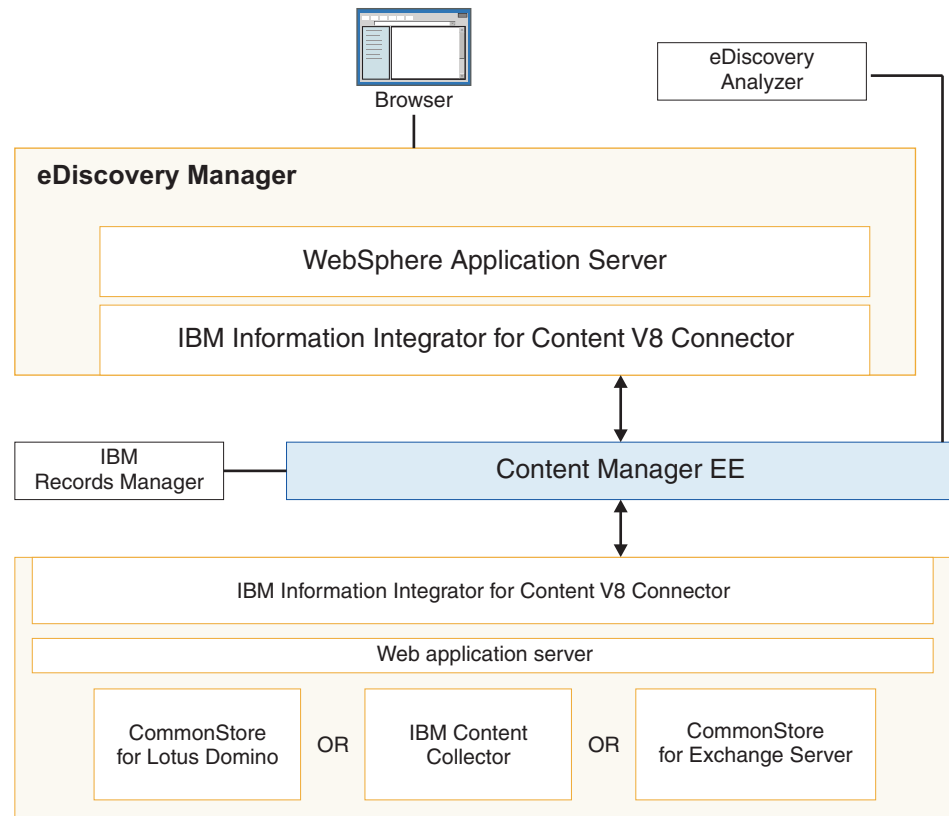 Browser
eDiscovery
Analyzer
eDiscovery Manager
WebSphere Application Server
IBM Information Integrator for Content V8 Connector
IBM
Records Manager
Content Manager EE
IBM Information Integrator for Content V8 Connector
Web application server
CommonStore
for Lotus Domino
OR
IBM Content
Collector
OR
CommonStore
for Exchange Server